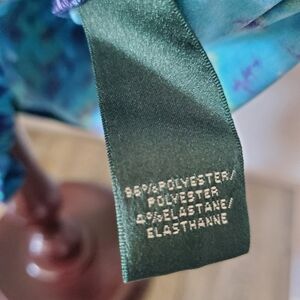 96%POLYESTER/
POLYESTER
4%ELASTANE/
ELASTHANNE